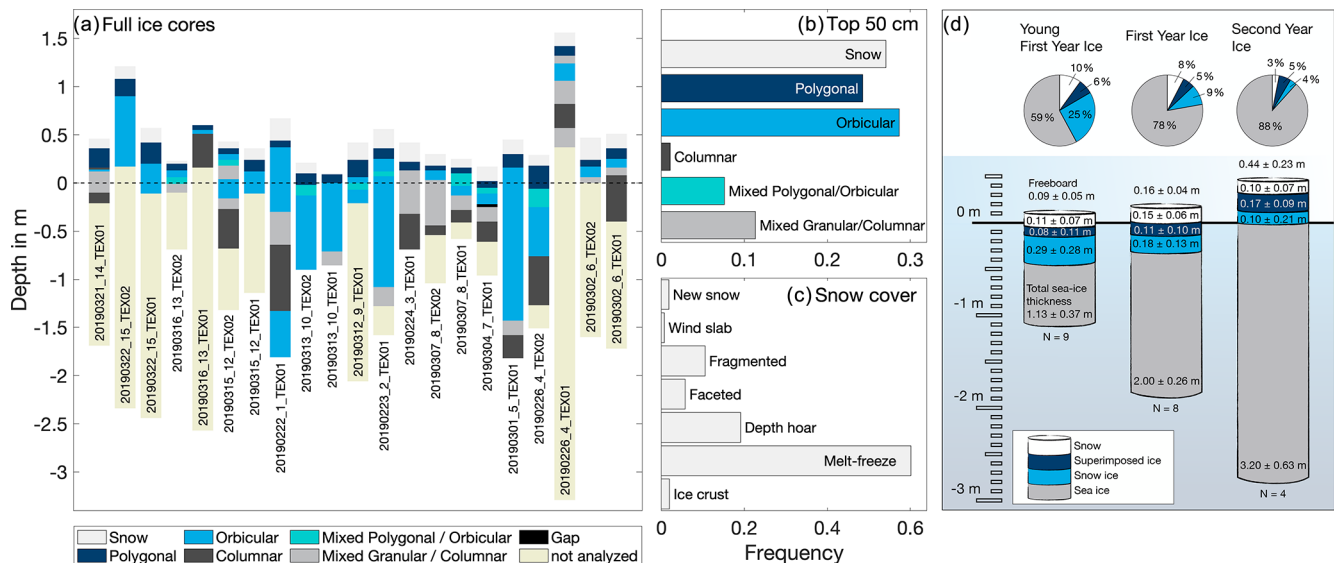 (a) Full ice cores
Depth in m
1.5
1
0.5
0
-0.5
-1
-1.5
-2
-2.5
-3
20190321_14_TEX01
20190322_15_TEX02
20190322_15_TEX01
20190316_13_TEX02
20190316_13_TEX01
20190315_12_TEX02
20190315_12_TEX01
20190222_1_TEX01
20190313_10_TEX02
20190313_10_TEX01
20190312_9_TEX01
20190223_2_TEX01
20190224_3_TEX01
20190307_8_TEX02
20190307_8_TEX01
20190304_7_TEX01
20190301_5_TEX01
20190226_4_TEX02
20190226_4_TEX01
20190302_6_TEX02
20190302_6_TEX01
Snow
Orbicular
Mixed Polygonal / Orbicular
Gap
Polygonal
Columnar
Mixed Granular / Columnar
not analyzed
(b) Top 50 cm
Snow
Polygonal
Orbicular
Columnar
Mixed Polygonal/Orbicular
Mixed Granular/Columnar
0
0.2
0.4
0.6
(c) Snow cover
New snow
Wind slab
Fragmented
Faceted
Depth hoar
Melt-freeze
Ice crust
0
0.2
0.4
0.6
Frequency
(d)
Young
First Year Ice
First Year Ice
Second Year
Ice
10%
6%
25%
59%
8%
5%
9%
78%
3%
5%
4%
88%
0 m
-1 m
-2 m
-3 m
Freeboard
0.09 ± 0.05 m
0.11 ± 0.07 m
0.08 ± 0.11 m
0.29 ± 0.28 m
Total sea-ice
thickness
1.13 ± 0.37 m
N = 9
0.16 ± 0.04 m
0.15 ± 0.06 m
0.11 ± 0.10 m
0.18 ± 0.13 m
2.00 ± 0.26 m
N = 8
0.44 ± 0.23 m
0.10 ± 0.07 m
0.17 ± 0.09 m
0.10 ± 0.21 m
3.20 ± 0.63 m
N = 4
Snow
Superimposed ice
Snow ice
Sea ice